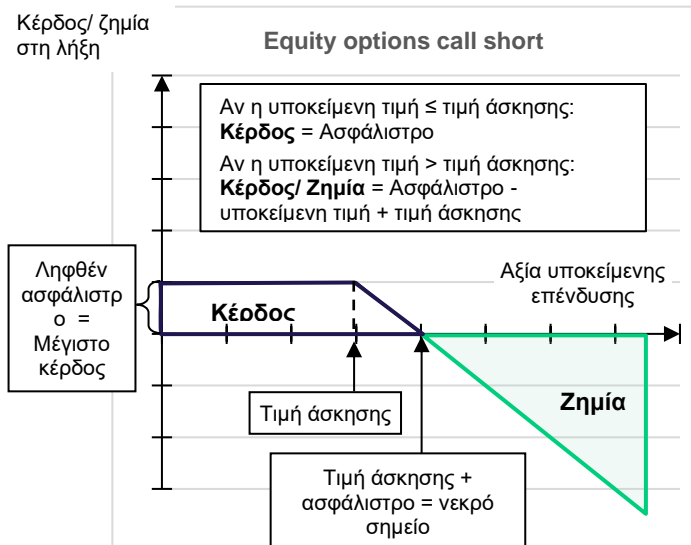 Κέρδος/ ζημία
στη λήξη
Equity options call short
Αν η υποκείμενη τιμή ≤ τιμή άσκησης:
Κέρδος = Ασφάλιστρο
Αν η υποκείμενη τιμή > τιμή άσκησης:
Κέρδος/ Ζημία = Ασφάλιστρο -
υποκείμενη τιμή + τιμή άσκησης
Ληφθέν
ασφάλιστρ
ο =
Μέγιστο
κέρδος
Κέρδος
Αξία υποκείμενης
επένδυσης
Τιμή άσκησης
Ζημία
Τιμή άσκησης +
ασφάλιστρο = νεκρό
σημείο